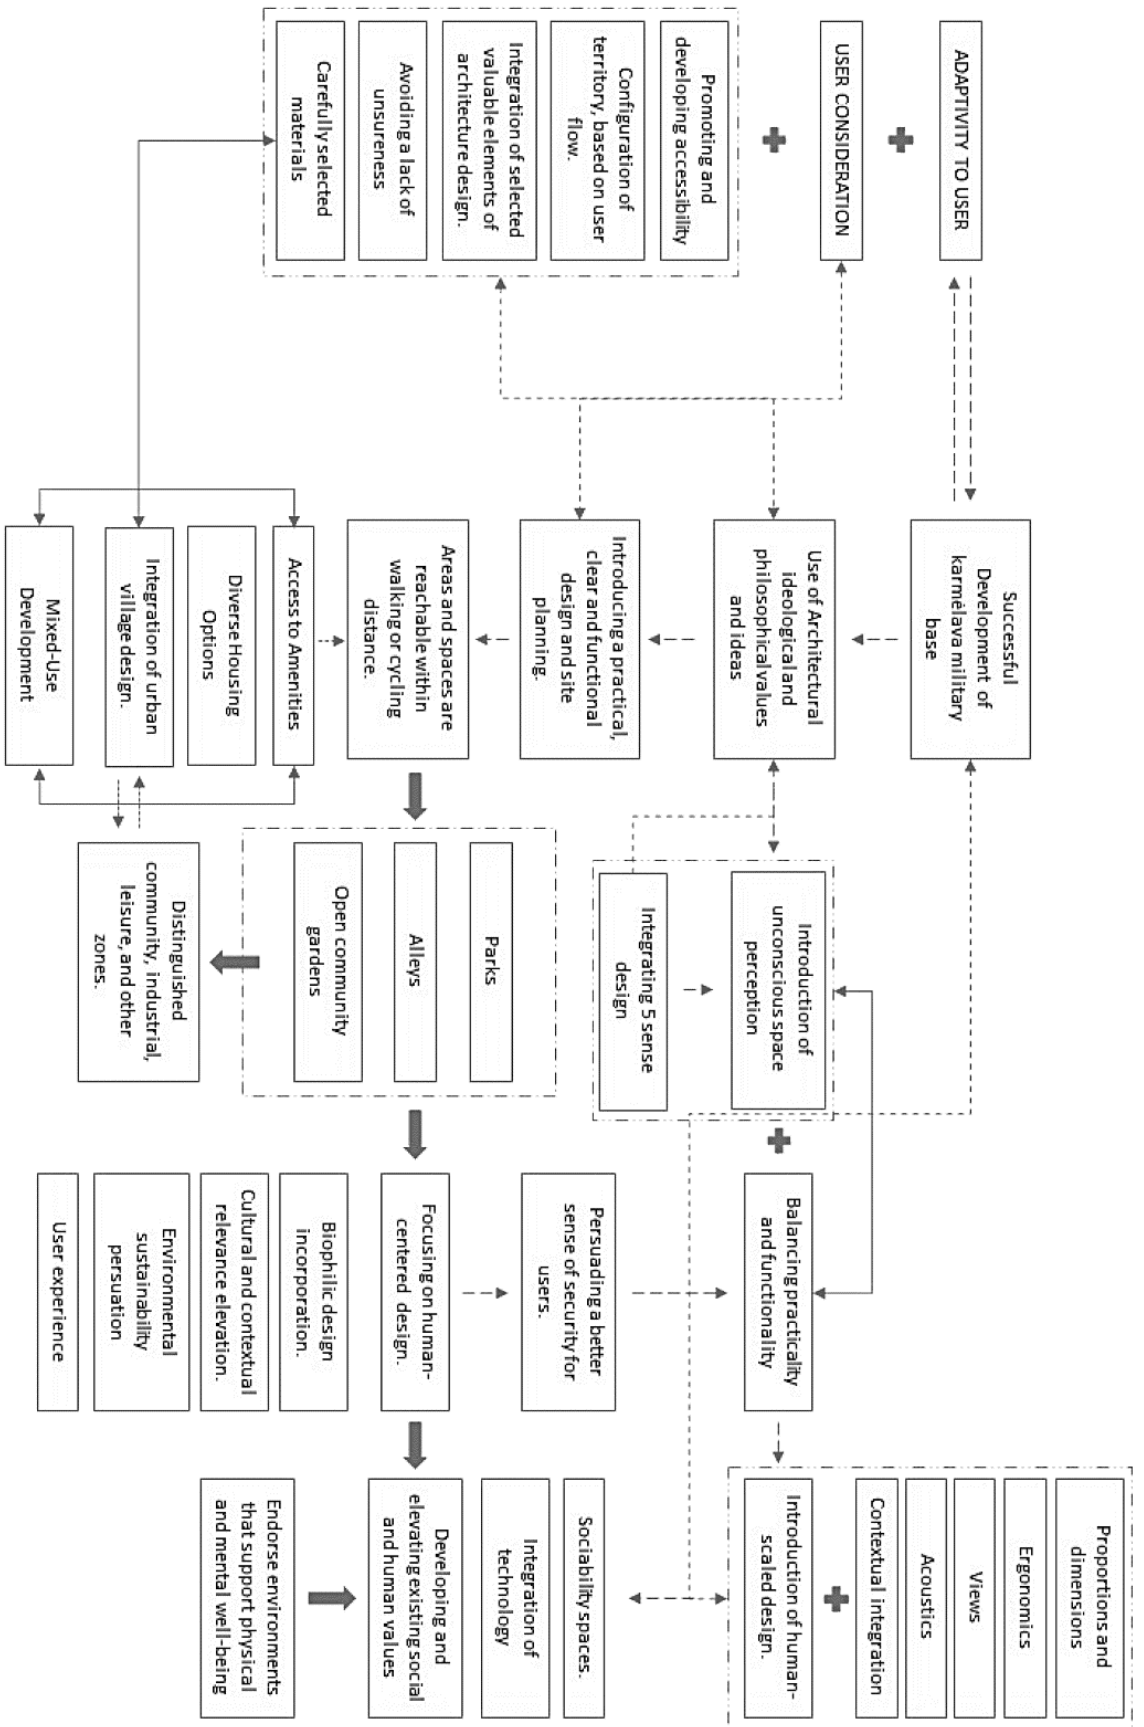 ADAPTIVITY TO USER
USER CONSIDERATION
Promoting and
developing accessibility
Configuration of
territory, based on user
flow.
Integration of selected
valuable elements of
architecture design.
Avoiding a lack of
unsureness
Carefully selected
materials
Successful
Development of
karmėlava military
base
Use of Architectural
ideological and
philosophical values
and ideas
Introducing a practical,
clear and functional
design and site
planning.
Areas and spaces are
reachable within
walking or cycling
distance.
Access to Amenities
Diverse Housing
Options
Integration of urban
village design.
Mixed-Use
Development
Introduction of
unconscious space
perception
Integrating 5 sense
design
Parks
Alleys
Open community
gardens
Distinguished
community, industrial,
leisure, and other
zones.
Balancing practicality
and functionality
Persuading a better
sense of security for
users.
Focusing on human-
centered design.
Biophilic design
incorporation.
Cultural and contextual
relevance elevation.
Environmental
sustainability
persuation
User experience
Proportions and
dimensions
Ergonomics
Views
Acoustics
Contextual integration
Introduction of human-
scaled design.
Sociability spaces.
Integration of
technology
Developing and
elevating existing social
and human values
Endorse environments
that support physical
and mental well-being